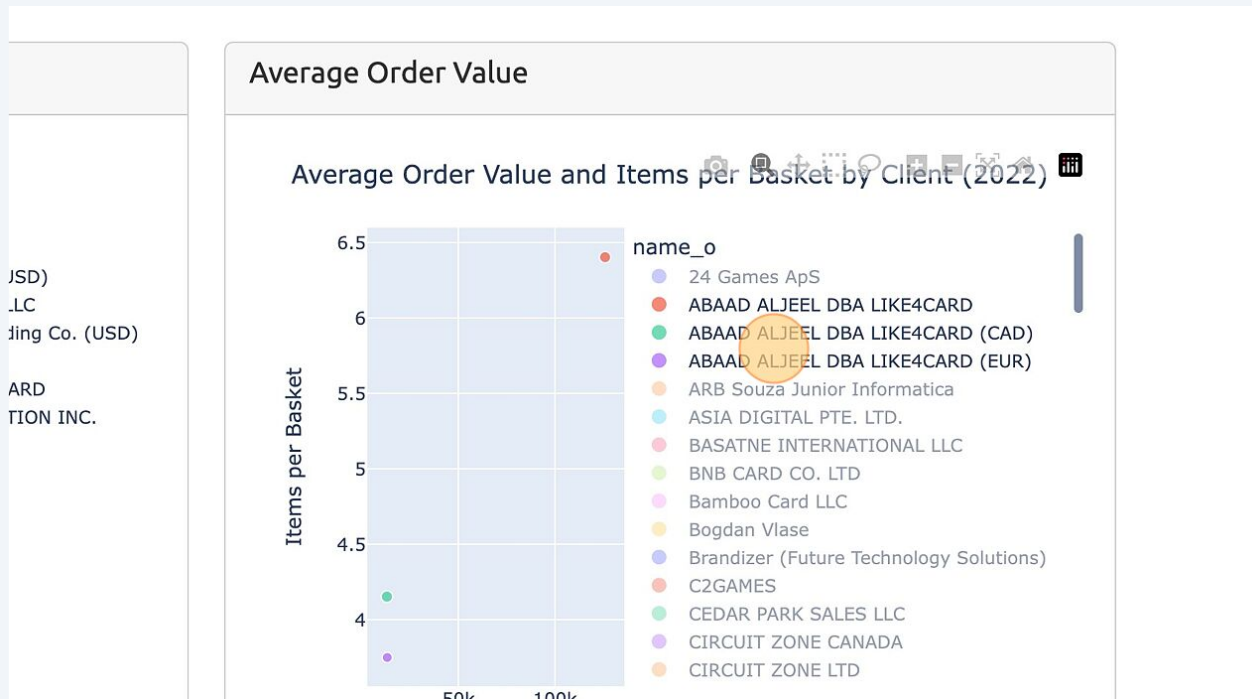 Average Order Value
Average Order Value and Items per Basket by Client (2022)
USD)
LLC
ding Co. (USD)
ARD
TION INC.
6.5
6
5.5
5
4.5
4
Items per Basket
50k
100k
name_o
24 Games ApS
ABAAD ALJEEL DBA LIKE4CARD
ABAAD ALJEEL DBA LIKE4CARD (CAD)
ABAAD ALJEEL DBA LIKE4CARD (EUR)
ARB Souza Junior Informatica
ASIA DIGITAL PTE. LTD.
BASATNE INTERNATIONAL LLC
BNB CARD CO. LTD
Bamboo Card LLC
Bogdan Vlase
Brandizer (Future Technology Solutions)
C2GAMES
CEDAR PARK SALES LLC
CIRCUIT ZONE CANADA
CIRCUIT ZONE LTD